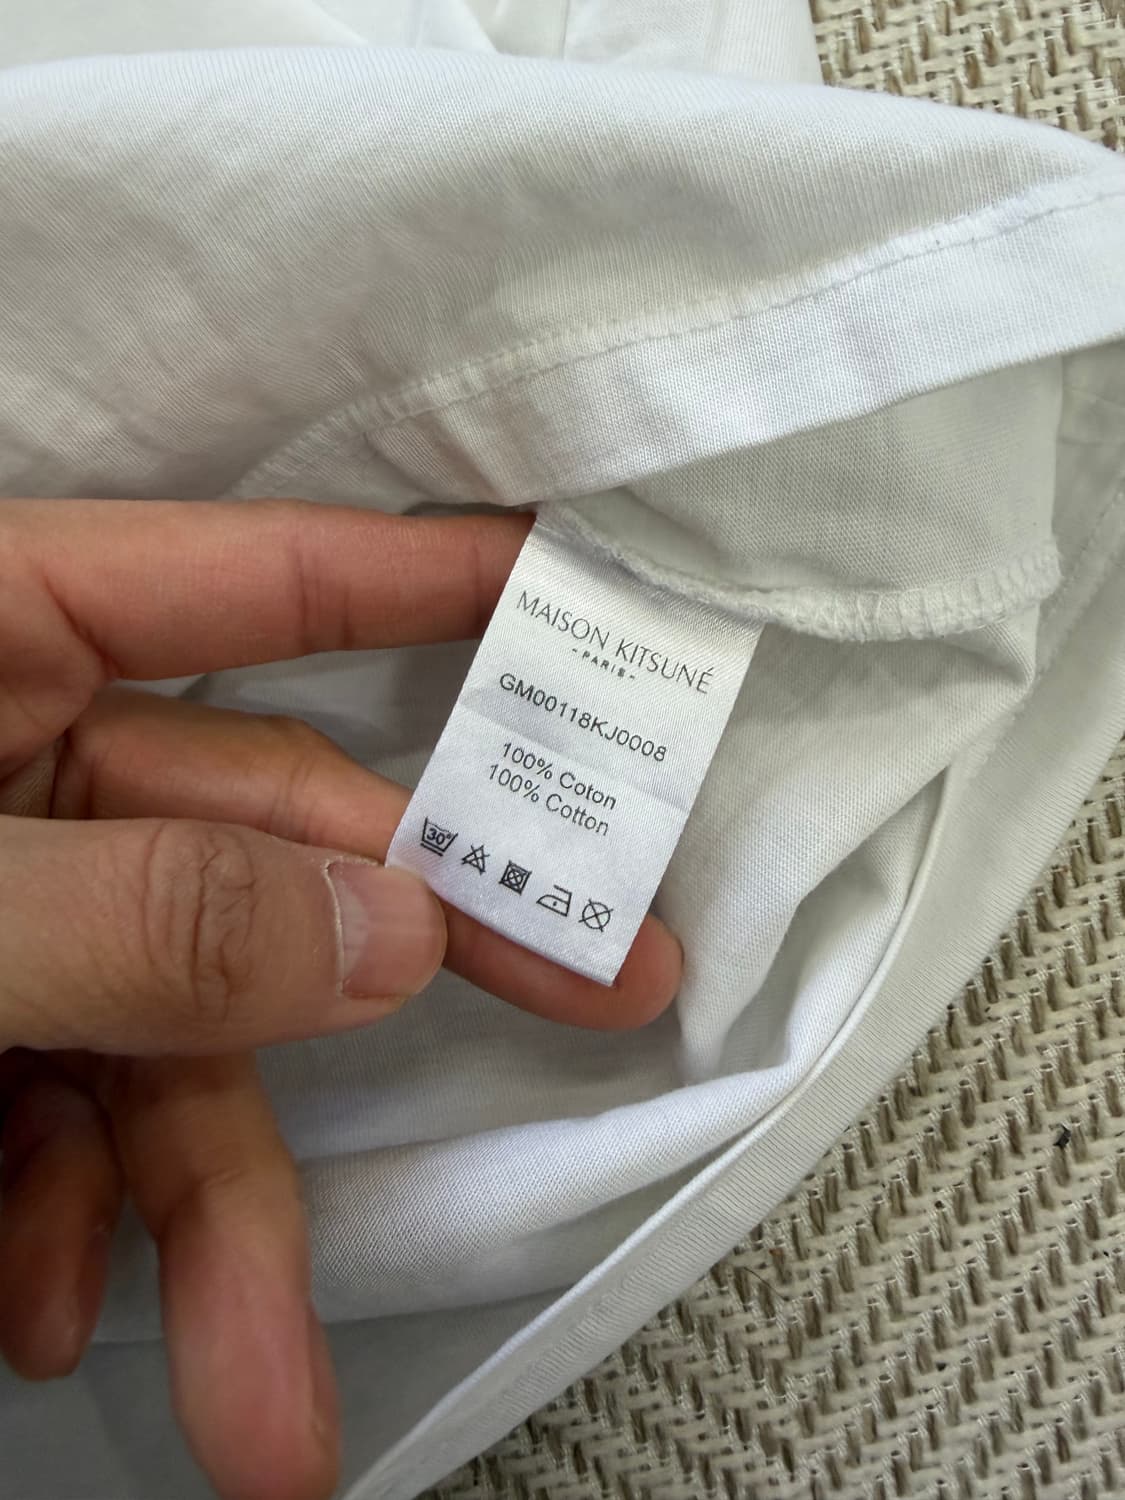 MAISON KITSUNÉ
-PARIS-
GM00118KJ0008
100% Coton
100% Cotton
30°